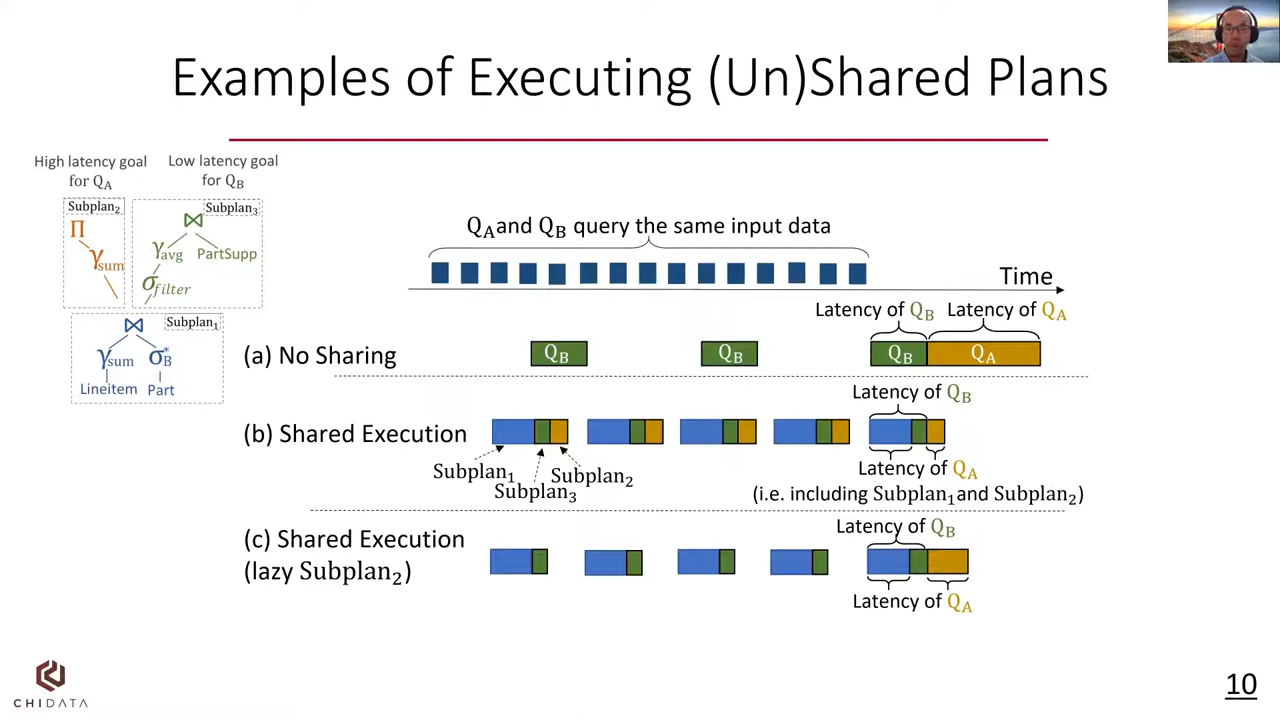 Examples of Executing (Un)Shared Plans
High latency goal
for Q_A
Low latency goal
for Q_B
Subplan₂
Π
γsum
Subplan₃
⋈
γavg
PartSupp
σfilter
Subplan₁
⋈
γsum
σ*B
Lineitem
Part
Q_A and Q_B query the same input data
Time
Latency of Q_B
Latency of Q_A
(a) No Sharing
Q_B
Q_B
Q_B
Q_A
Latency of Q_B
(b) Shared Execution
Subplan₁
Subplan₃
Subplan₂
Latency of Q_A
(i.e. including Subplan₁ and Subplan₂)
Latency of Q_B
(c) Shared Execution
(lazy Subplan₂)
Latency of Q_A
CHIDATA
10